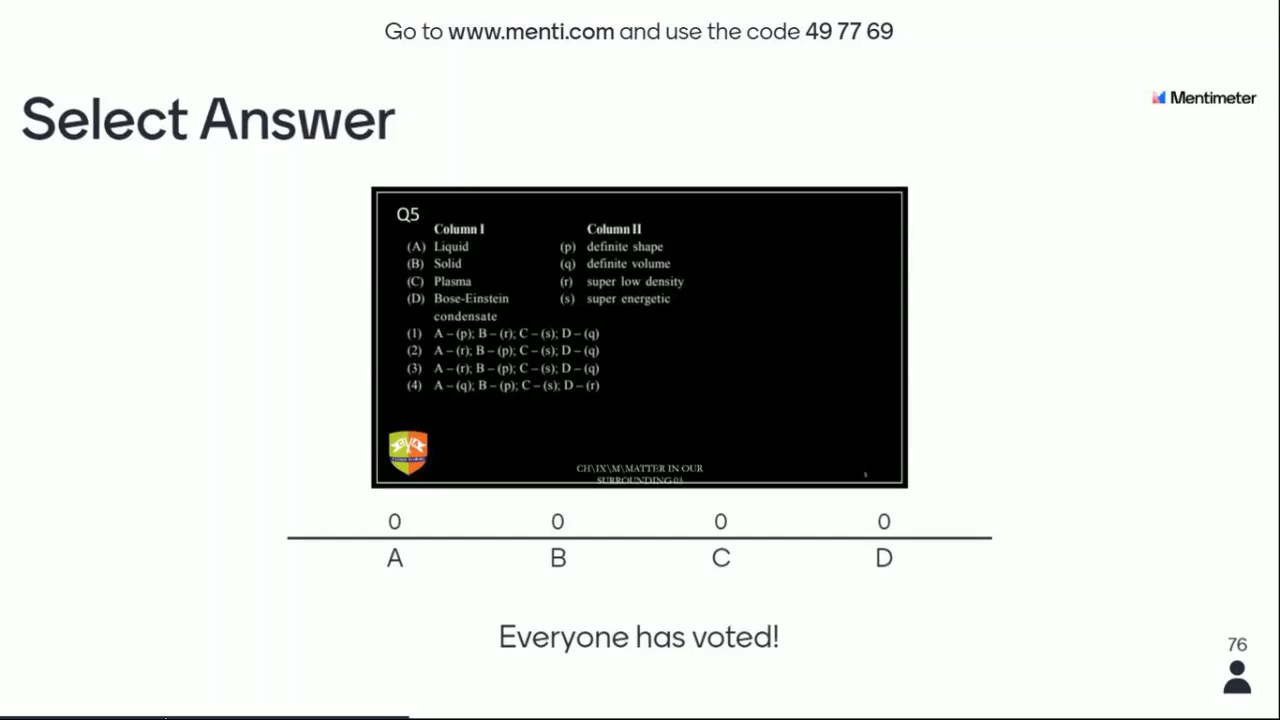 Go to www.menti.com and use the code 49 77 69
Mentimeter
Select Answer
Q5
Column I Column II
(A) Liquid (p) definite shape
(B) Solid (q) definite volume
(C) Plasma (r) super low density
(D) Bose-Einstein (s) super energetic
condensate
(1) A – (p); B – (r); C – (s); D – (q)
(2) A – (r); B – (p); C – (s); D – (q)
(3) A – (r); B – (p); C – (s); D – (q)
(4) A – (q); B – (p); C – (s); D – (r)
CH\IX\M\MATTER IN OUR
SURROUNDING 03
0 0 0 0
A B C D
Everyone has voted!
76